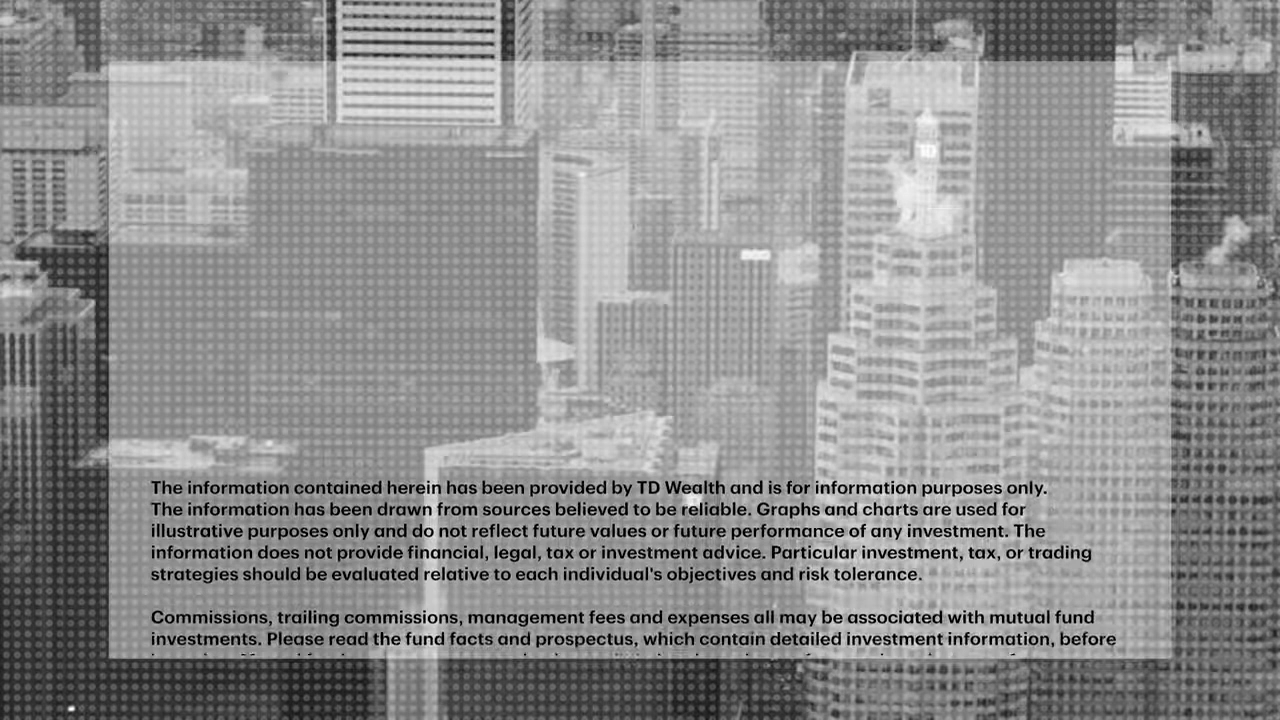 TD
The information contained herein has been provided by TD Wealth and is for information purposes only.
The information has been drawn from sources believed to be reliable. Graphs and charts are used for
illustrative purposes only and do not reflect future values or future performance of any investment. The
information does not provide financial, legal, tax or investment advice. Particular investment, tax, or trading
strategies should be evaluated relative to each individual's objectives and risk tolerance.
Commissions, trailing commissions, management fees and expenses all may be associated with mutual fund
investments. Please read the fund facts and prospectus, which contain detailed investment information, before